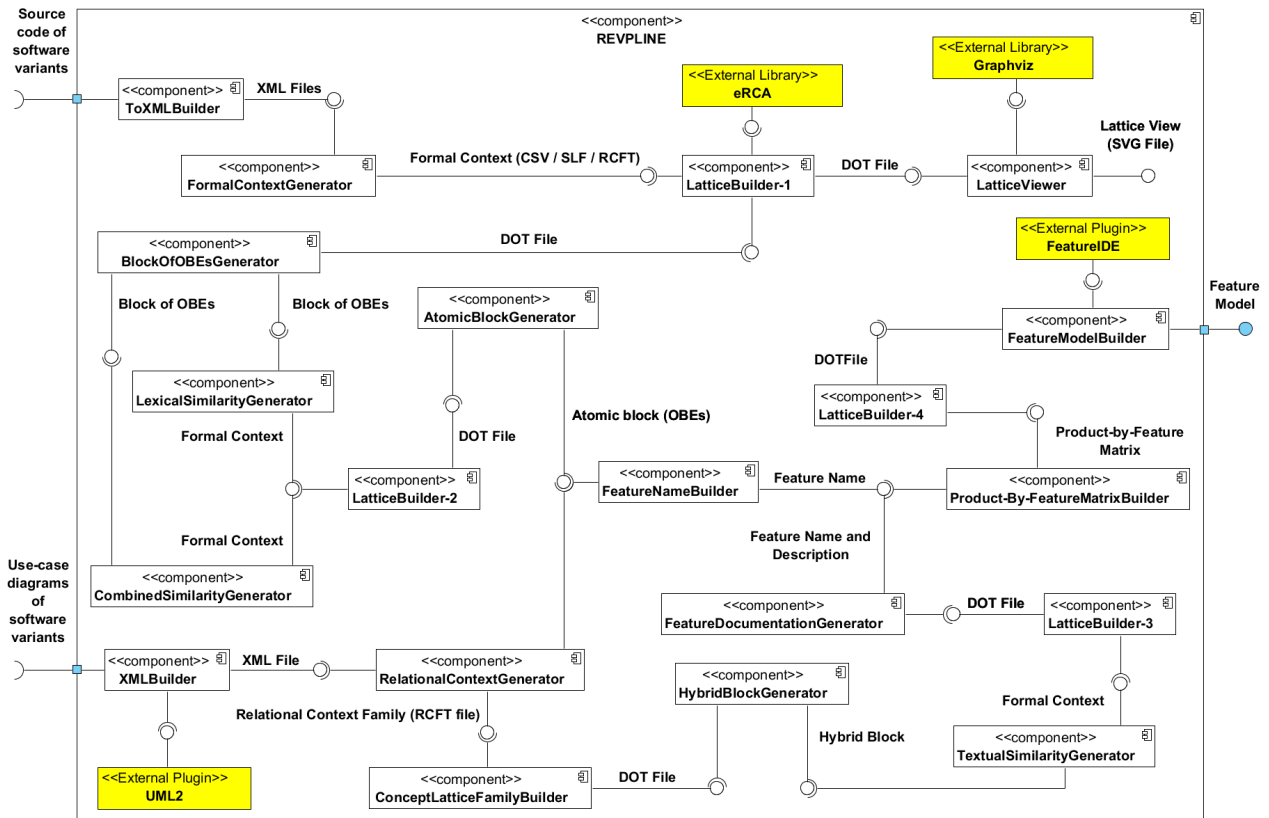 Source
code of
software
variants
<<component>>
REVPLINE
<<component>>
ToXMLBuilder
XML Files
<<External Library>>
eRCA
<<External Library>>
Graphviz
<<component>>
FormalContextGenerator
Formal Context (CSV / SLF / RCFT)
<<component>>
LatticeBuilder-1
DOT File
<<component>>
LatticeViewer
Lattice View
(SVG File)
<<component>>
BlockOfOBEsGenerator
DOT File
<<External Plugin>>
FeatureIDE
Block of OBEs
Block of OBEs
<<component>>
AtomicBlockGenerator
<<component>>
FeatureModelBuilder
Feature
Model
DOTFile
<<component>>
LexicalSimilarityGenerator
<<component>>
LatticeBuilder-4
Formal Context
DOT File
Atomic block (OBEs)
Product-by-Feature
Matrix
<<component>>
LatticeBuilder-2
<<component>>
FeatureNameBuilder
Feature Name
<<component>>
Product-By-FeatureMatrixBuilder
Formal Context
Feature Name and
Description
<<component>>
CombinedSimilarityGenerator
Use-case
diagrams
of
software
variants
<<component>>
FeatureDocumentationGenerator
DOT File
<<component>>
LatticeBuilder-3
<<component>>
XMLBuilder
XML File
<<component>>
RelationalContextGenerator
<<component>>
HybridBlockGenerator
Formal Context
Relational Context Family (RCFT file)
Hybrid Block
<<component>>
TextualSimilarityGenerator
<<External Plugin>>
UML2
<<component>>
ConceptLatticeFamilyBuilder
DOT File